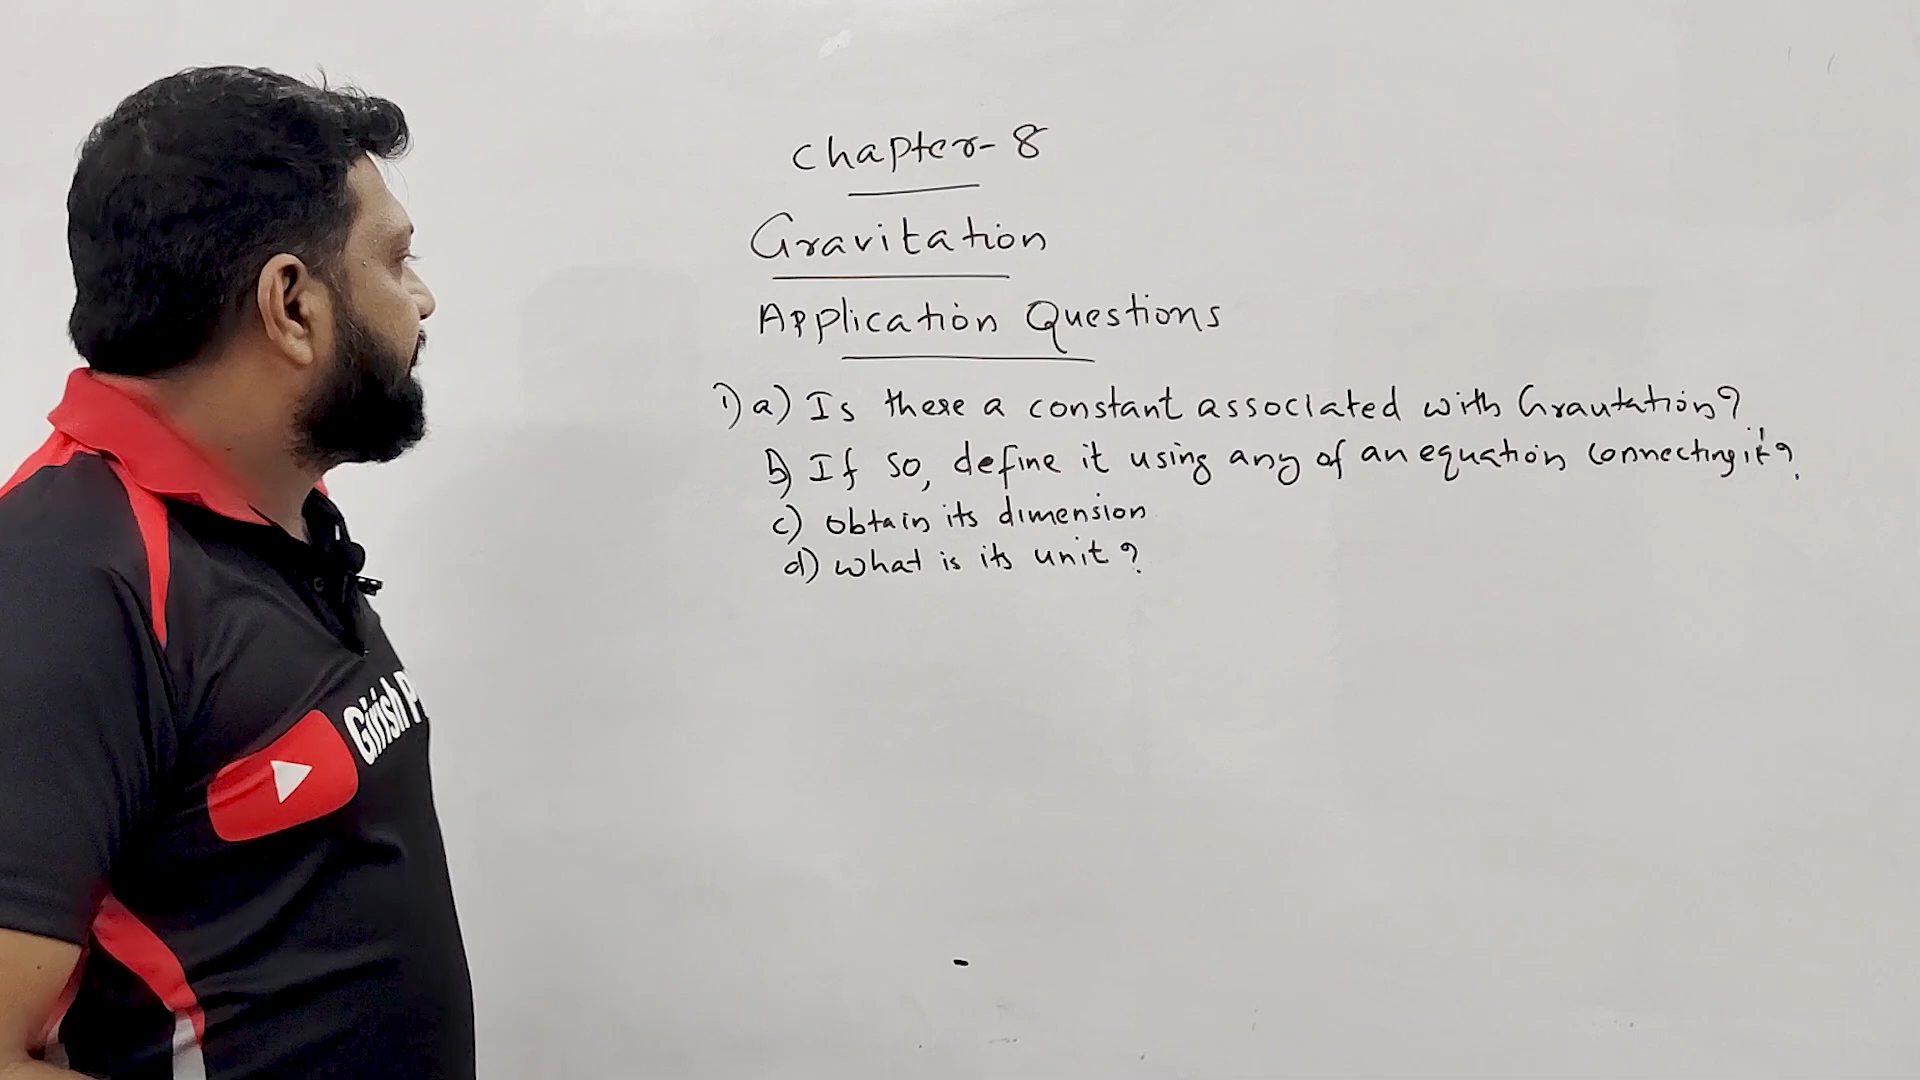 Chapter-8
Gravitation
Application Questions
1) a) Is there a constant associated with Gravitation?
b) If so, define it using any of an equation connecting it?
c) obtain its dimension
d) what is its unit?
Girish P